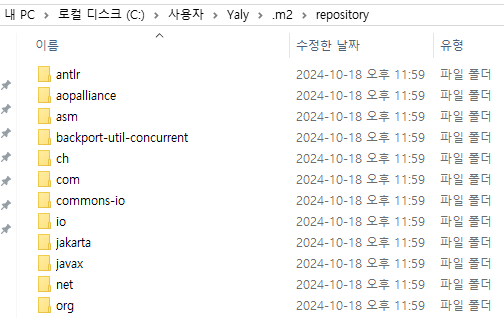 내 PC > 로컬 디스크 (C:) > 사용자 > Yaly > .m2 > repository
이름 수정한 날짜 유형
antlr 2024-10-18 오후 11:59 파일 폴더
aopalliance 2024-10-18 오후 11:59 파일 폴더
asm 2024-10-18 오후 11:59 파일 폴더
backport-util-concurrent 2024-10-18 오후 11:59 파일 폴더
ch 2024-10-18 오후 11:59 파일 폴더
com 2024-10-18 오후 11:59 파일 폴더
commons-io 2024-10-18 오후 11:59 파일 폴더
io 2024-10-18 오후 11:59 파일 폴더
jakarta 2024-10-18 오후 11:59 파일 폴더
javax 2024-10-18 오후 11:59 파일 폴더
net 2024-10-18 오후 11:59 파일 폴더
org 2024-10-18 오후 11:59 파일 폴더